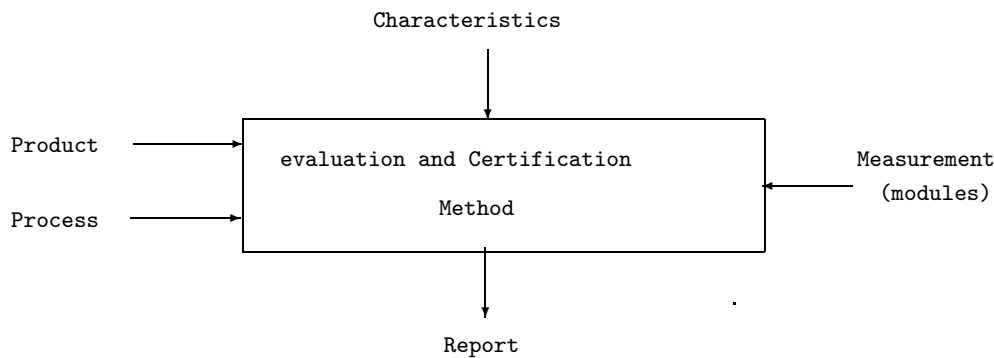 Characteristics
Product
evaluation and Certification
Measurement
(modules)
Process
Method
Report